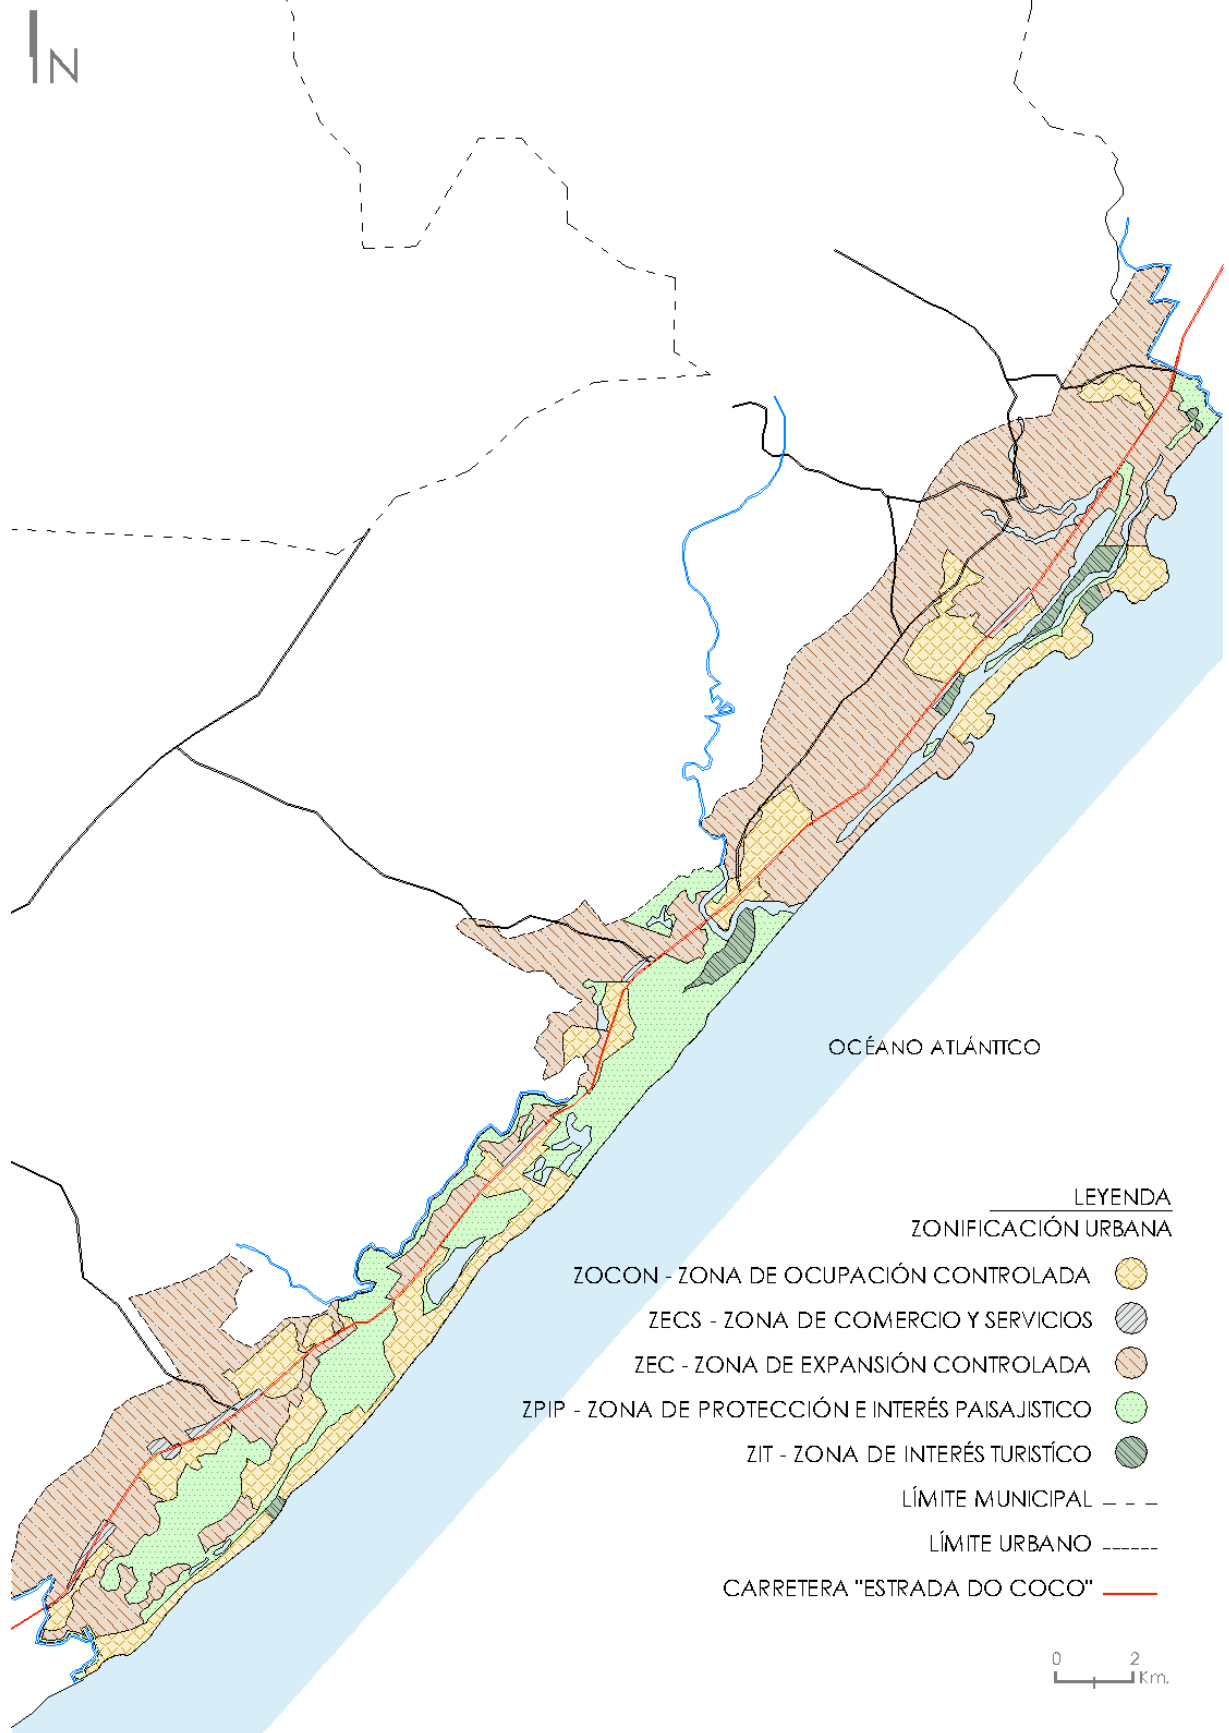 N
OCÉANO ATLÁNTICO
LEYENDA
ZONIFICACIÓN URBANA
ZOCON - ZONA DE OCUPACIÓN CONTROLADA
ZECS - ZONA DE COMERCIO Y SERVICIOS
ZEC - ZONA DE EXPANSIÓN CONTROLADA
ZPIP - ZONA DE PROTECCIÓN E INTERÉS PAISAJISTICO
ZIT - ZONA DE INTERÉS TURISTÍCO
LÍMITE MUNICIPAL
LÍMITE URBANO
CARRETERA "ESTRADA DO COCO"
0 2
Km.